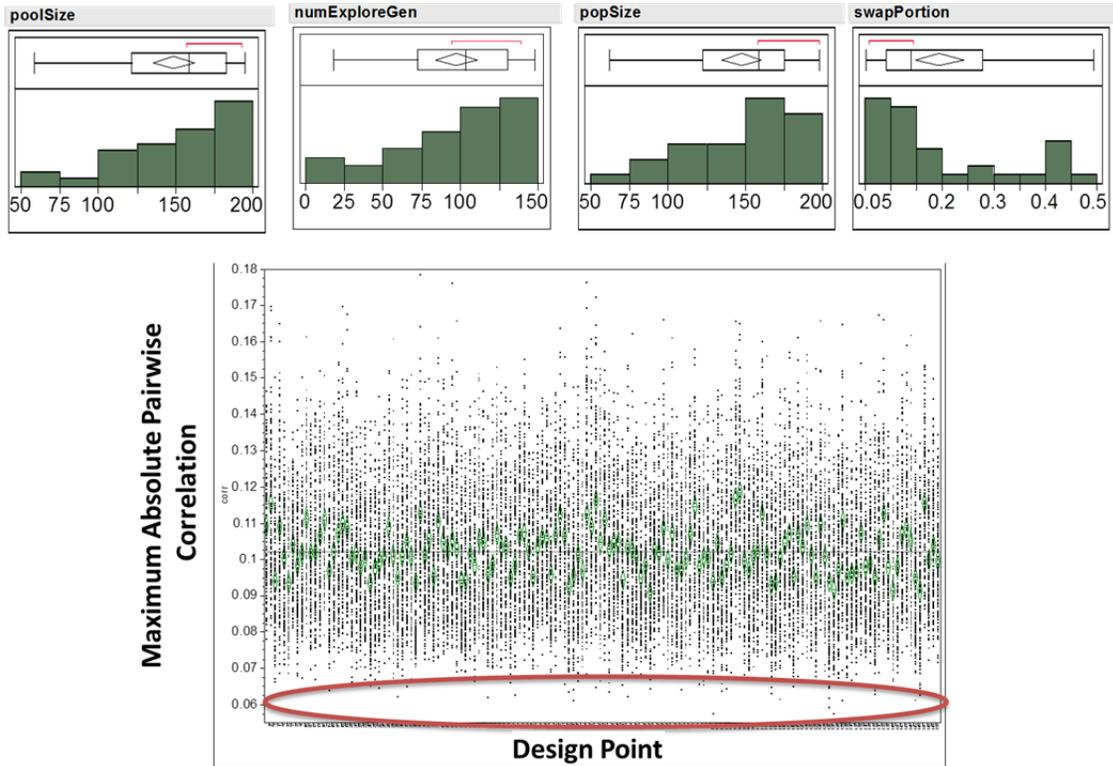 poolSize
numExploreGen
popSize
swapPortion
50 75 100 150 200
0 25 50 75 100 150
50 75 100 150 200
0.05 0.2 0.3 0.4 0.5
0.18
0.17
0.16
0.15
0.14
0.13
0.12
0.11
0.1
0.09
0.08
0.07
0.06
Maximum Absolute Pairwise
Correlation
corr
Design Point